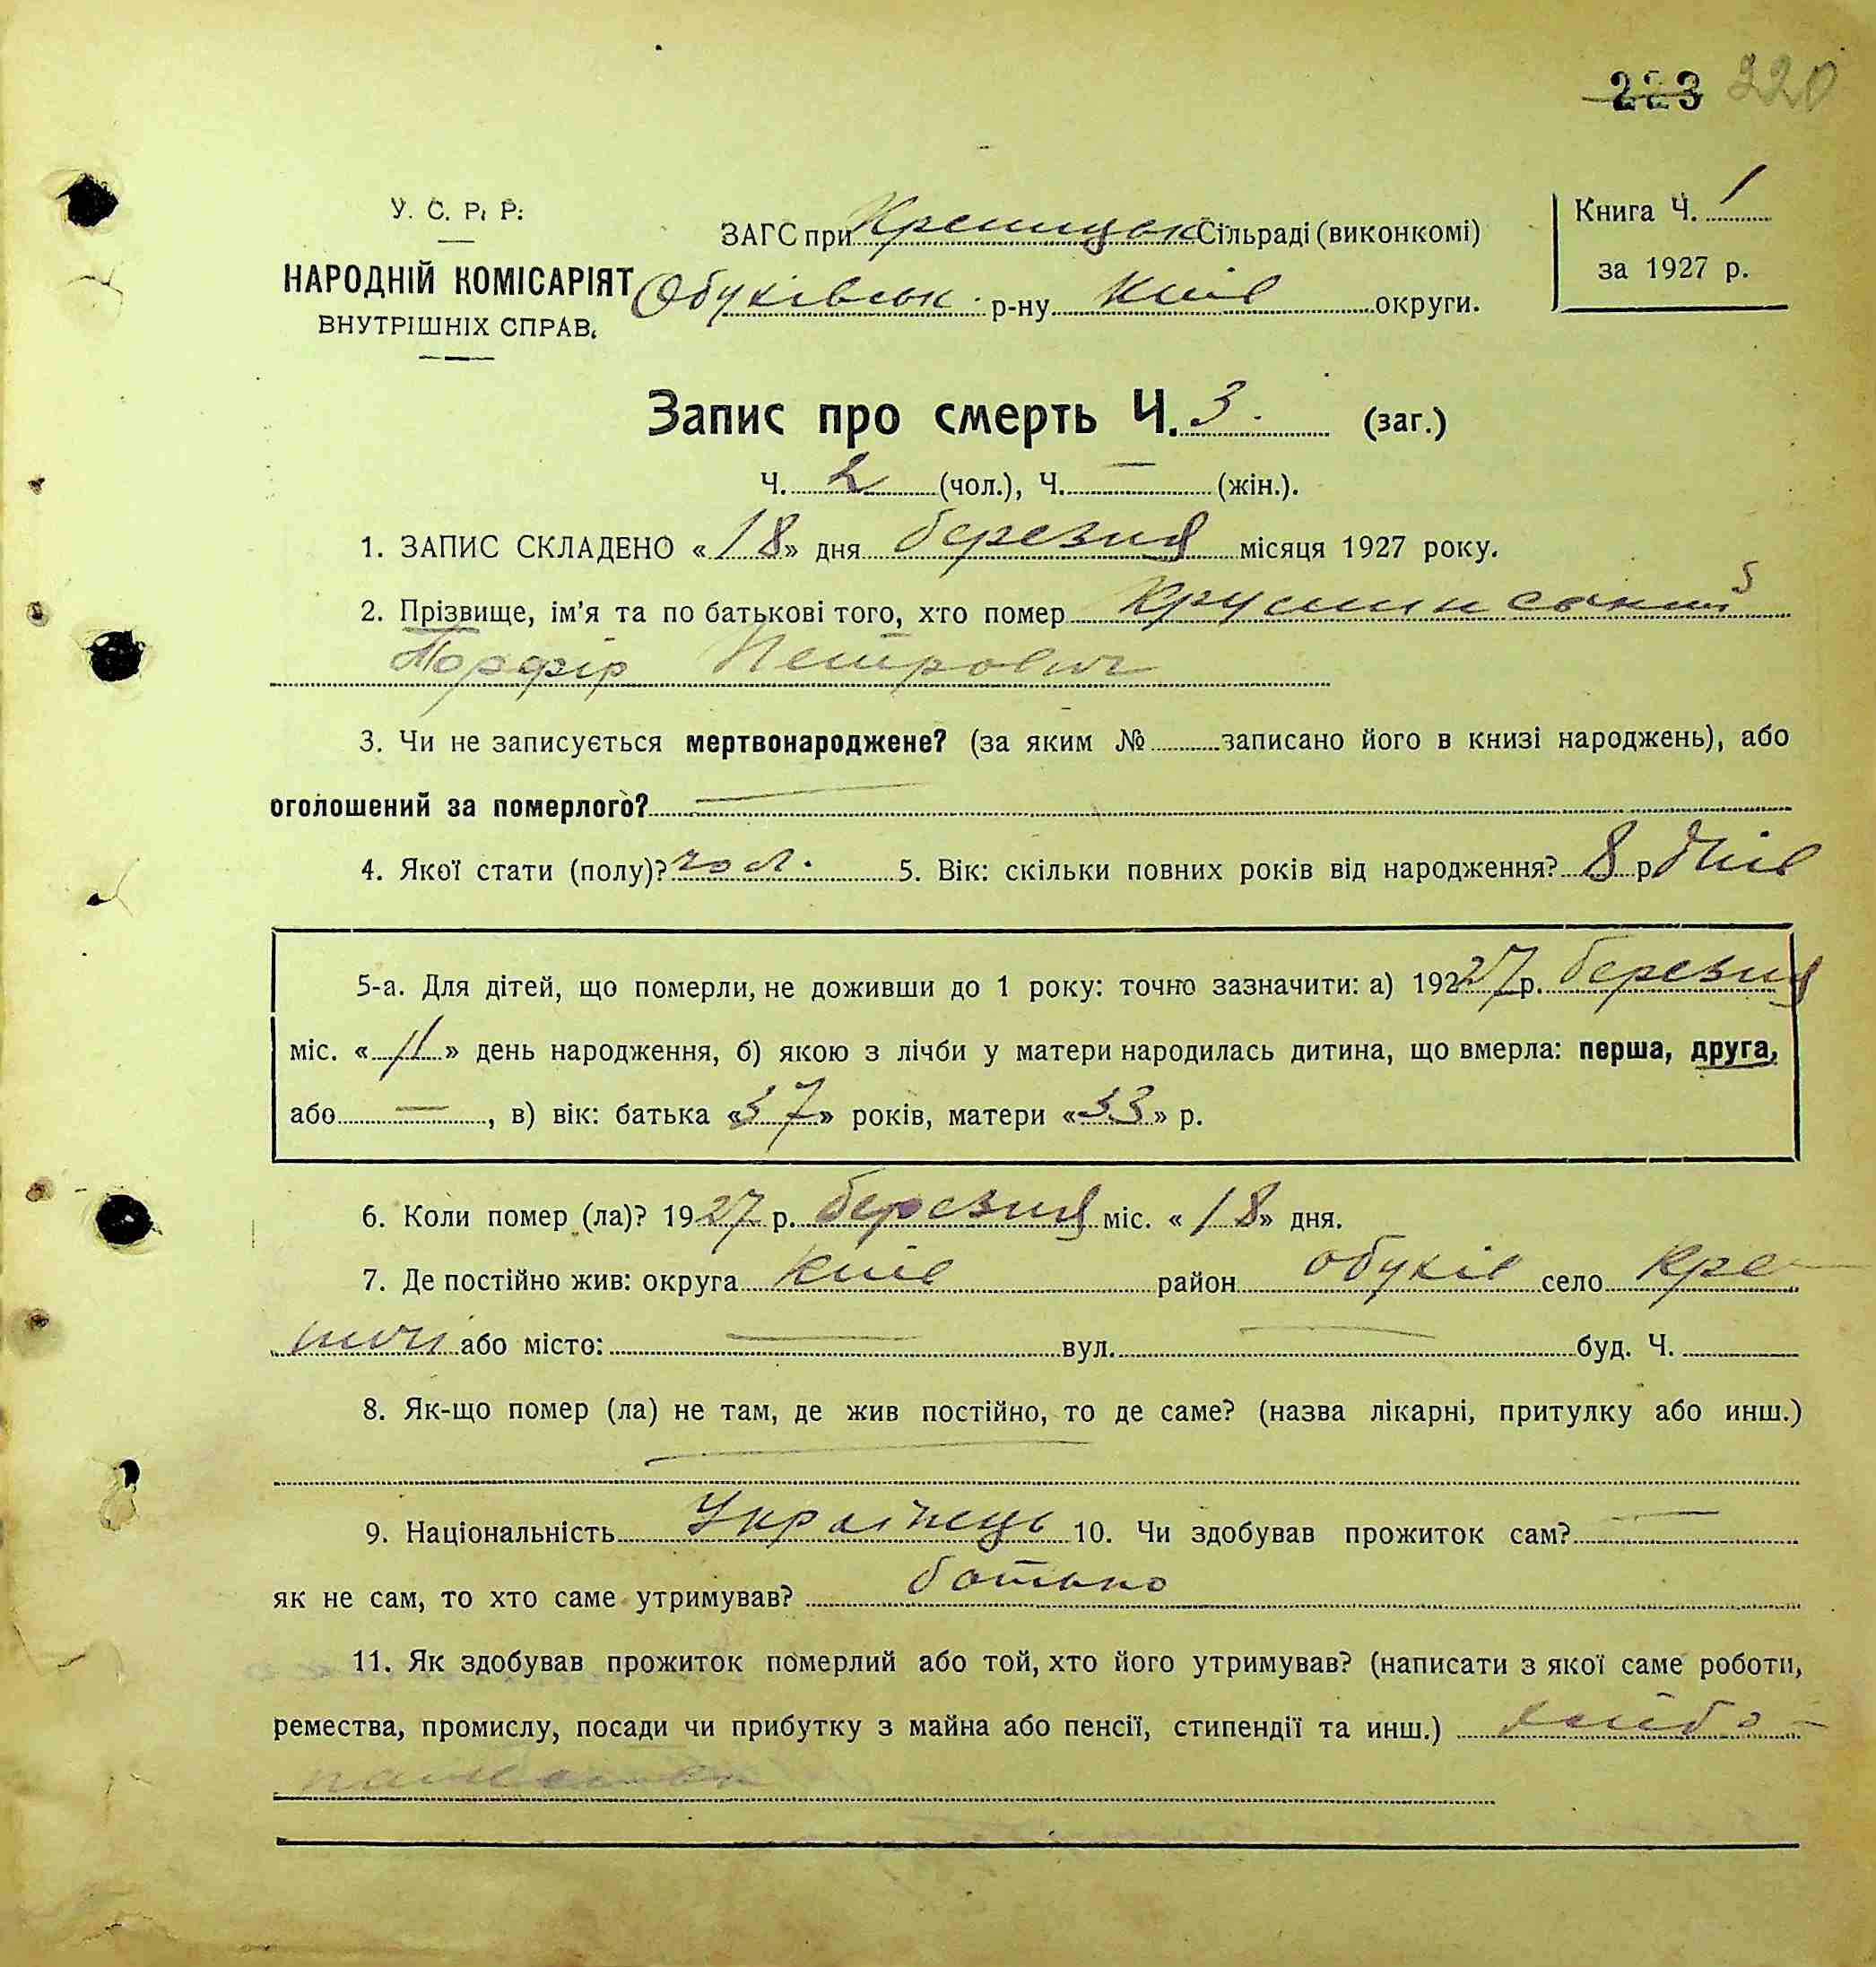 223 220
У. С. Р. Р.
НАРОДНІЙ КОМІСАРІЯТ
ВНУТРІШНІХ СПРАВ.
ЗАГС при Креницьк Сільраді (виконкомі)
Обуківськ. р-ну Київ округи.
Книга Ч. 1
за 1927 р.
Запис про смерть Ч. 3. (заг.)
Ч. 2 (чол.), Ч. — (жін.).
1. ЗАПИС СКЛАДЕНО «18» дня березня місяця 1927 року.
2. Прізвище, ім'я та по батькові того, хто помер
Порфір Петрович
3. Чи не записується мертвонароджене? (за яким №..........записано його в книзі народжень), або
оголошений за померлого? —
4. Якої стати (полу)? чол. 5. Вік: скільки повних років від народження? 8 р. днів
5-а. Для дітей, що померли, не доживши до 1 року: точно зазначити: а) 19227 р. березня
міс. «11» день народження, б) якою з лічби у матери народилась дитина, що вмерла: перша, друга,
або —, в) вік: батька «37» років, матери «33» р.
6. Коли помер (ла)? 1927 р. березня міс. «18» дня.
7. Де постійно жив: округа Київ район Обухів село Кре-
ничі або місто: — вул. — буд. Ч.
8. Як-що помер (ла) не там, де жив постійно, то де саме? (назва лікарні, притулку або инш.)
—
9. Національність Українець 10. Чи здобував прожиток сам? —
як не сам, то хто саме утримував? батько
11. Як здобував прожиток померлий або той, хто його утримував? (написати з якої саме роботи,
ремества, промислу, посади чи прибутку з майна або пенсії, стипендії та инш.) хлібо-